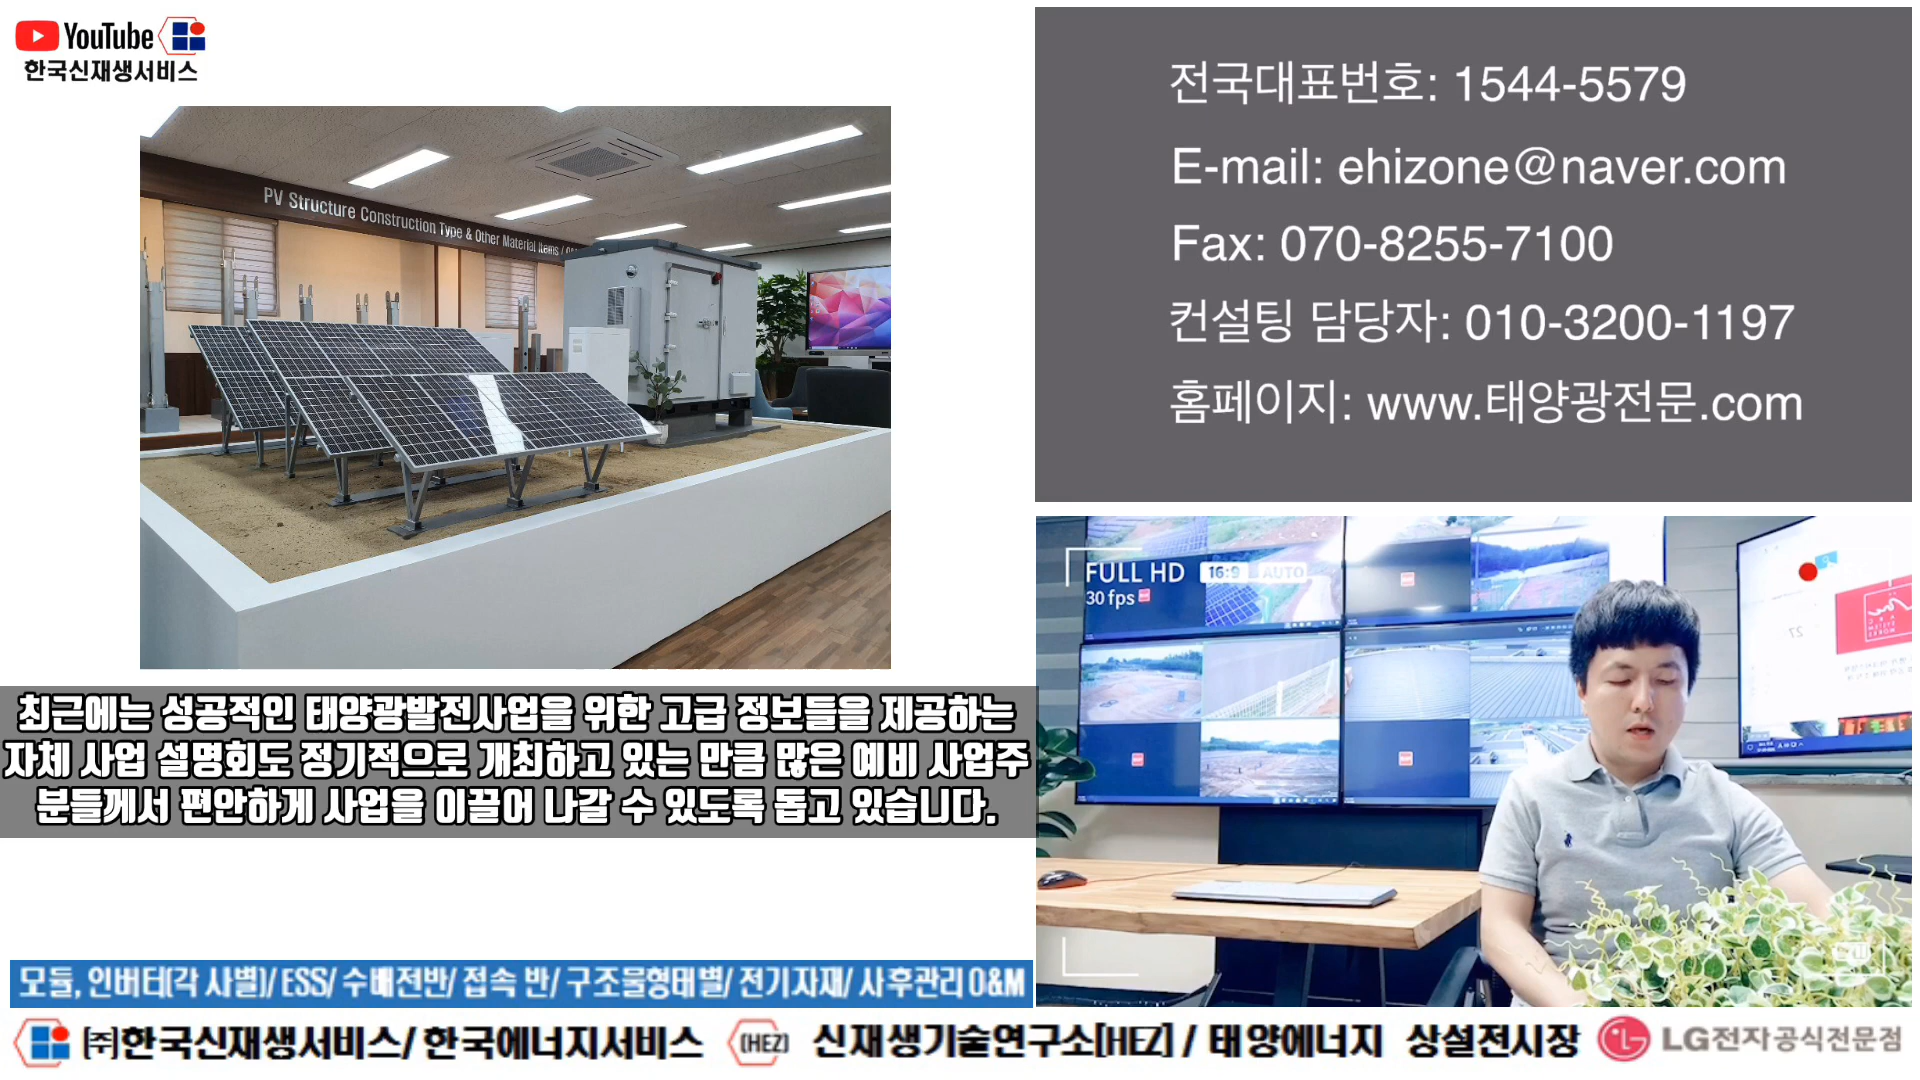 YouTube
한국신재생서비스
전국대표번호: 1544-5579
E-mail: ehizone@naver.com
Fax: 070-8255-7100
컨설팅 담당자: 010-3200-1197
홈페이지: www.태양광전문.com
PV Structure Construction Type & Other Material Items /
FULL HD 16:9 AUTO
30 fps
27
최근에는 성공적인 태양광발전사업을 위한 고급 정보들을 제공하는
자체 사업 설명회도 정기적으로 개최하고 있는 만큼 많은 예비 사업주
분들께서 편안하게 사업을 이끌어 나갈 수 있도록 돕고 있습니다.
모듈, 인버터(각 사별)/ ESS/ 수배전반/ 접속 반/ 구조물형태별/ 전기자재/ 사후관리 O&M
㈜한국신재생서비스/ 한국에너지서비스 (HEZ) 신재생기술연구소[HEZ] / 태양에너지 상설전시장 LG전자 공식전문점